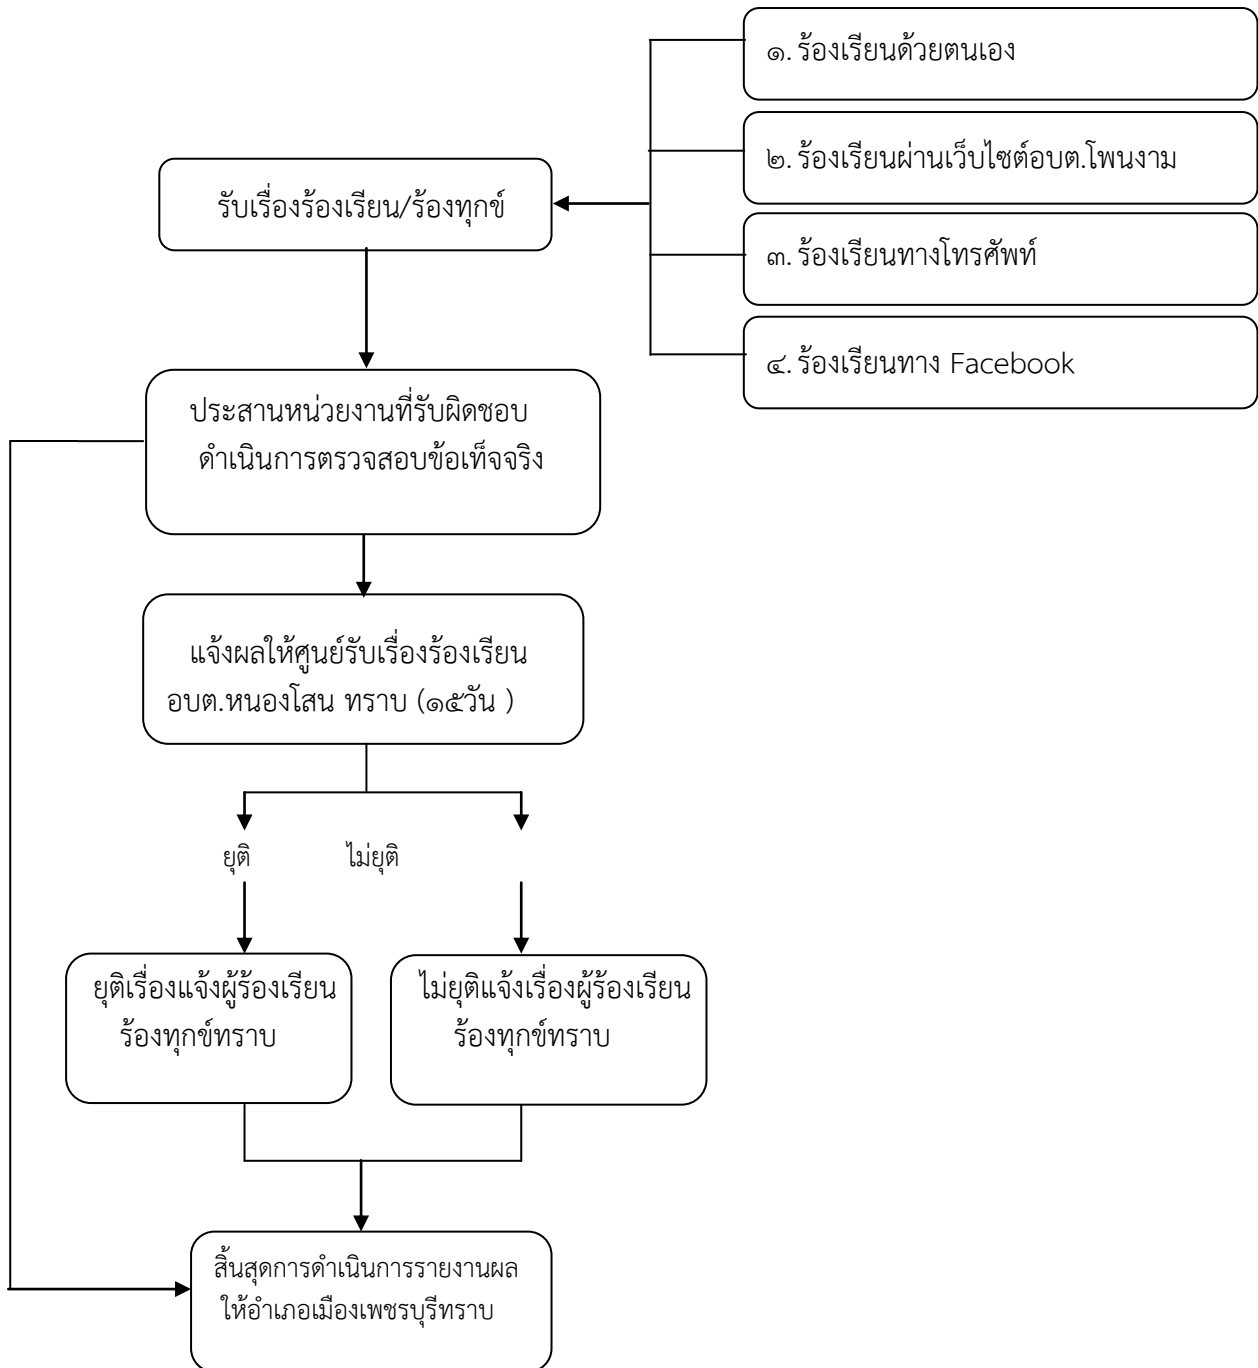 ๑. ร้องเรียนด้วยตนเอง
๒. ร้องเรียนผ่านเว็บไซต์อบต.โพนงาม
รับเรื่องร้องเรียน/ร้องทุกข์
๓. ร้องเรียนทางโทรศัพท์
๔. ร้องเรียนทาง Facebook
ประสานหน่วยงานที่รับผิดชอบ
ดำเนินการตรวจสอบข้อเท็จจริง
แจ้งผลให้ศูนย์รับเรื่องร้องเรียน
อบต.หนองโสน ทราบ (๑๕วัน )
ยุติ
ไม่ยุติ
ยุติเรื่องแจ้งผู้ร้องเรียน
ร้องทุกข์ทราบ
ไม่ยุติแจ้งเรื่องผู้ร้องเรียน
ร้องทุกข์ทราบ
สิ้นสุดการดำเนินการรายงานผล
ให้อำเภอเมืองเพชรบุรีทราบ